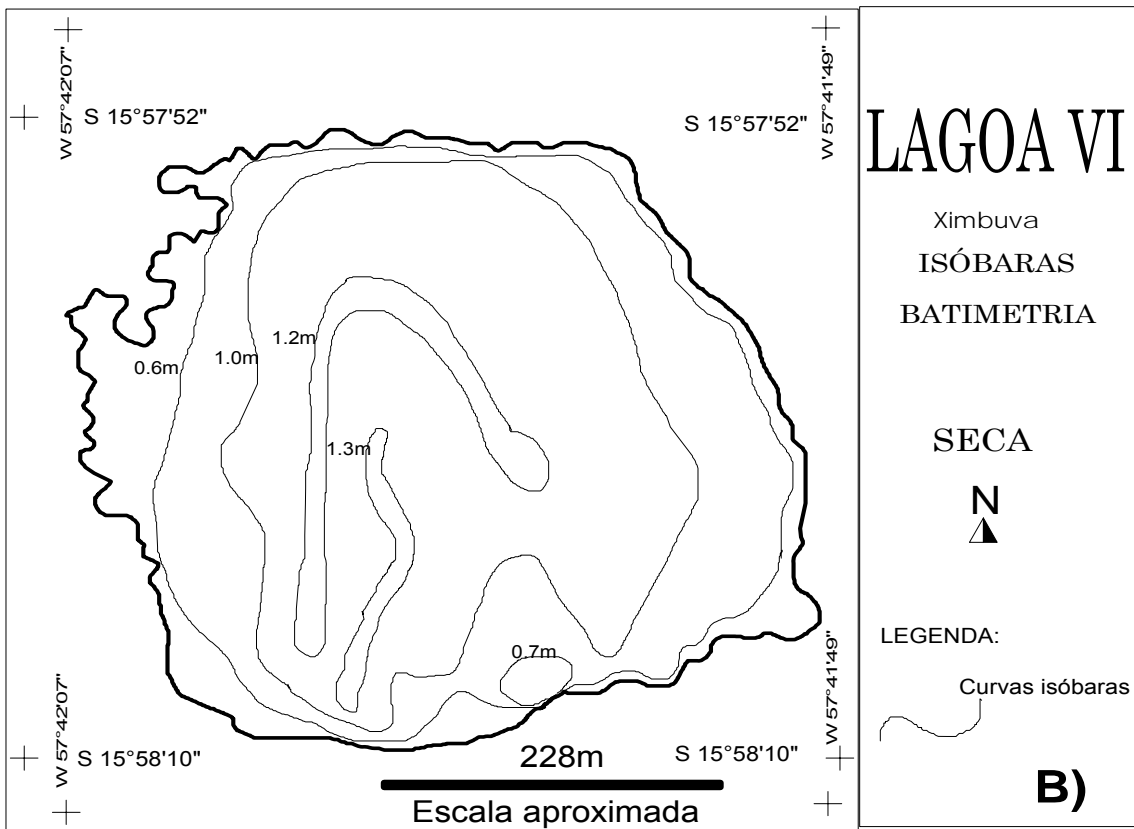 W 57°42'07"
S 15°57'52"
S 15°57'52"
W 57°41'49"
0.6m
1.0m
1.2m
1.3m
0.7m
W 57°42'07"
S 15°58'10"
228m
Escala aproximada
S 15°58'10"
W 57°41'49"
LAGOA VI
Ximbuva
ISÓBARAS
BATIMETRIA
SECA
N
LEGENDA:
Curvas isóbaras
B)